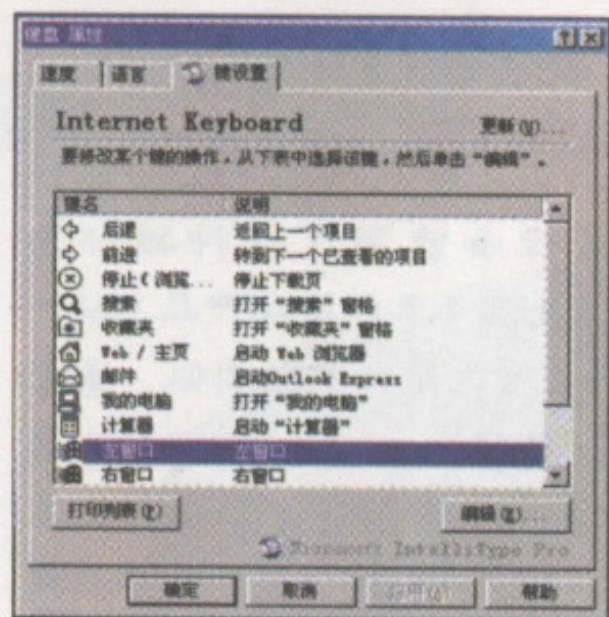 键盘 属性
速度 语言 键设置
Internet Keyboard 更新(U)...
要修改某个键的操作，从下表中选择该键，然后单击“编辑”。
键名 说明
后退 返回上一个项目
前进 转到下一个已查看的项目
停止(浏览... 停止下载页
搜索 打开“搜索”窗格
收藏夹 打开“收藏夹”窗格
Web / 主页 启动 Web 浏览器
邮件 启动Outlook Express
我的电脑 打开“我的电脑”
计算器 启动“计算器”
左窗口 左窗口
右窗口 右窗口
打印列表(P) 编辑(E)...
Microsoft IntelliType Pro
确定 取消 应用(A) 帮助